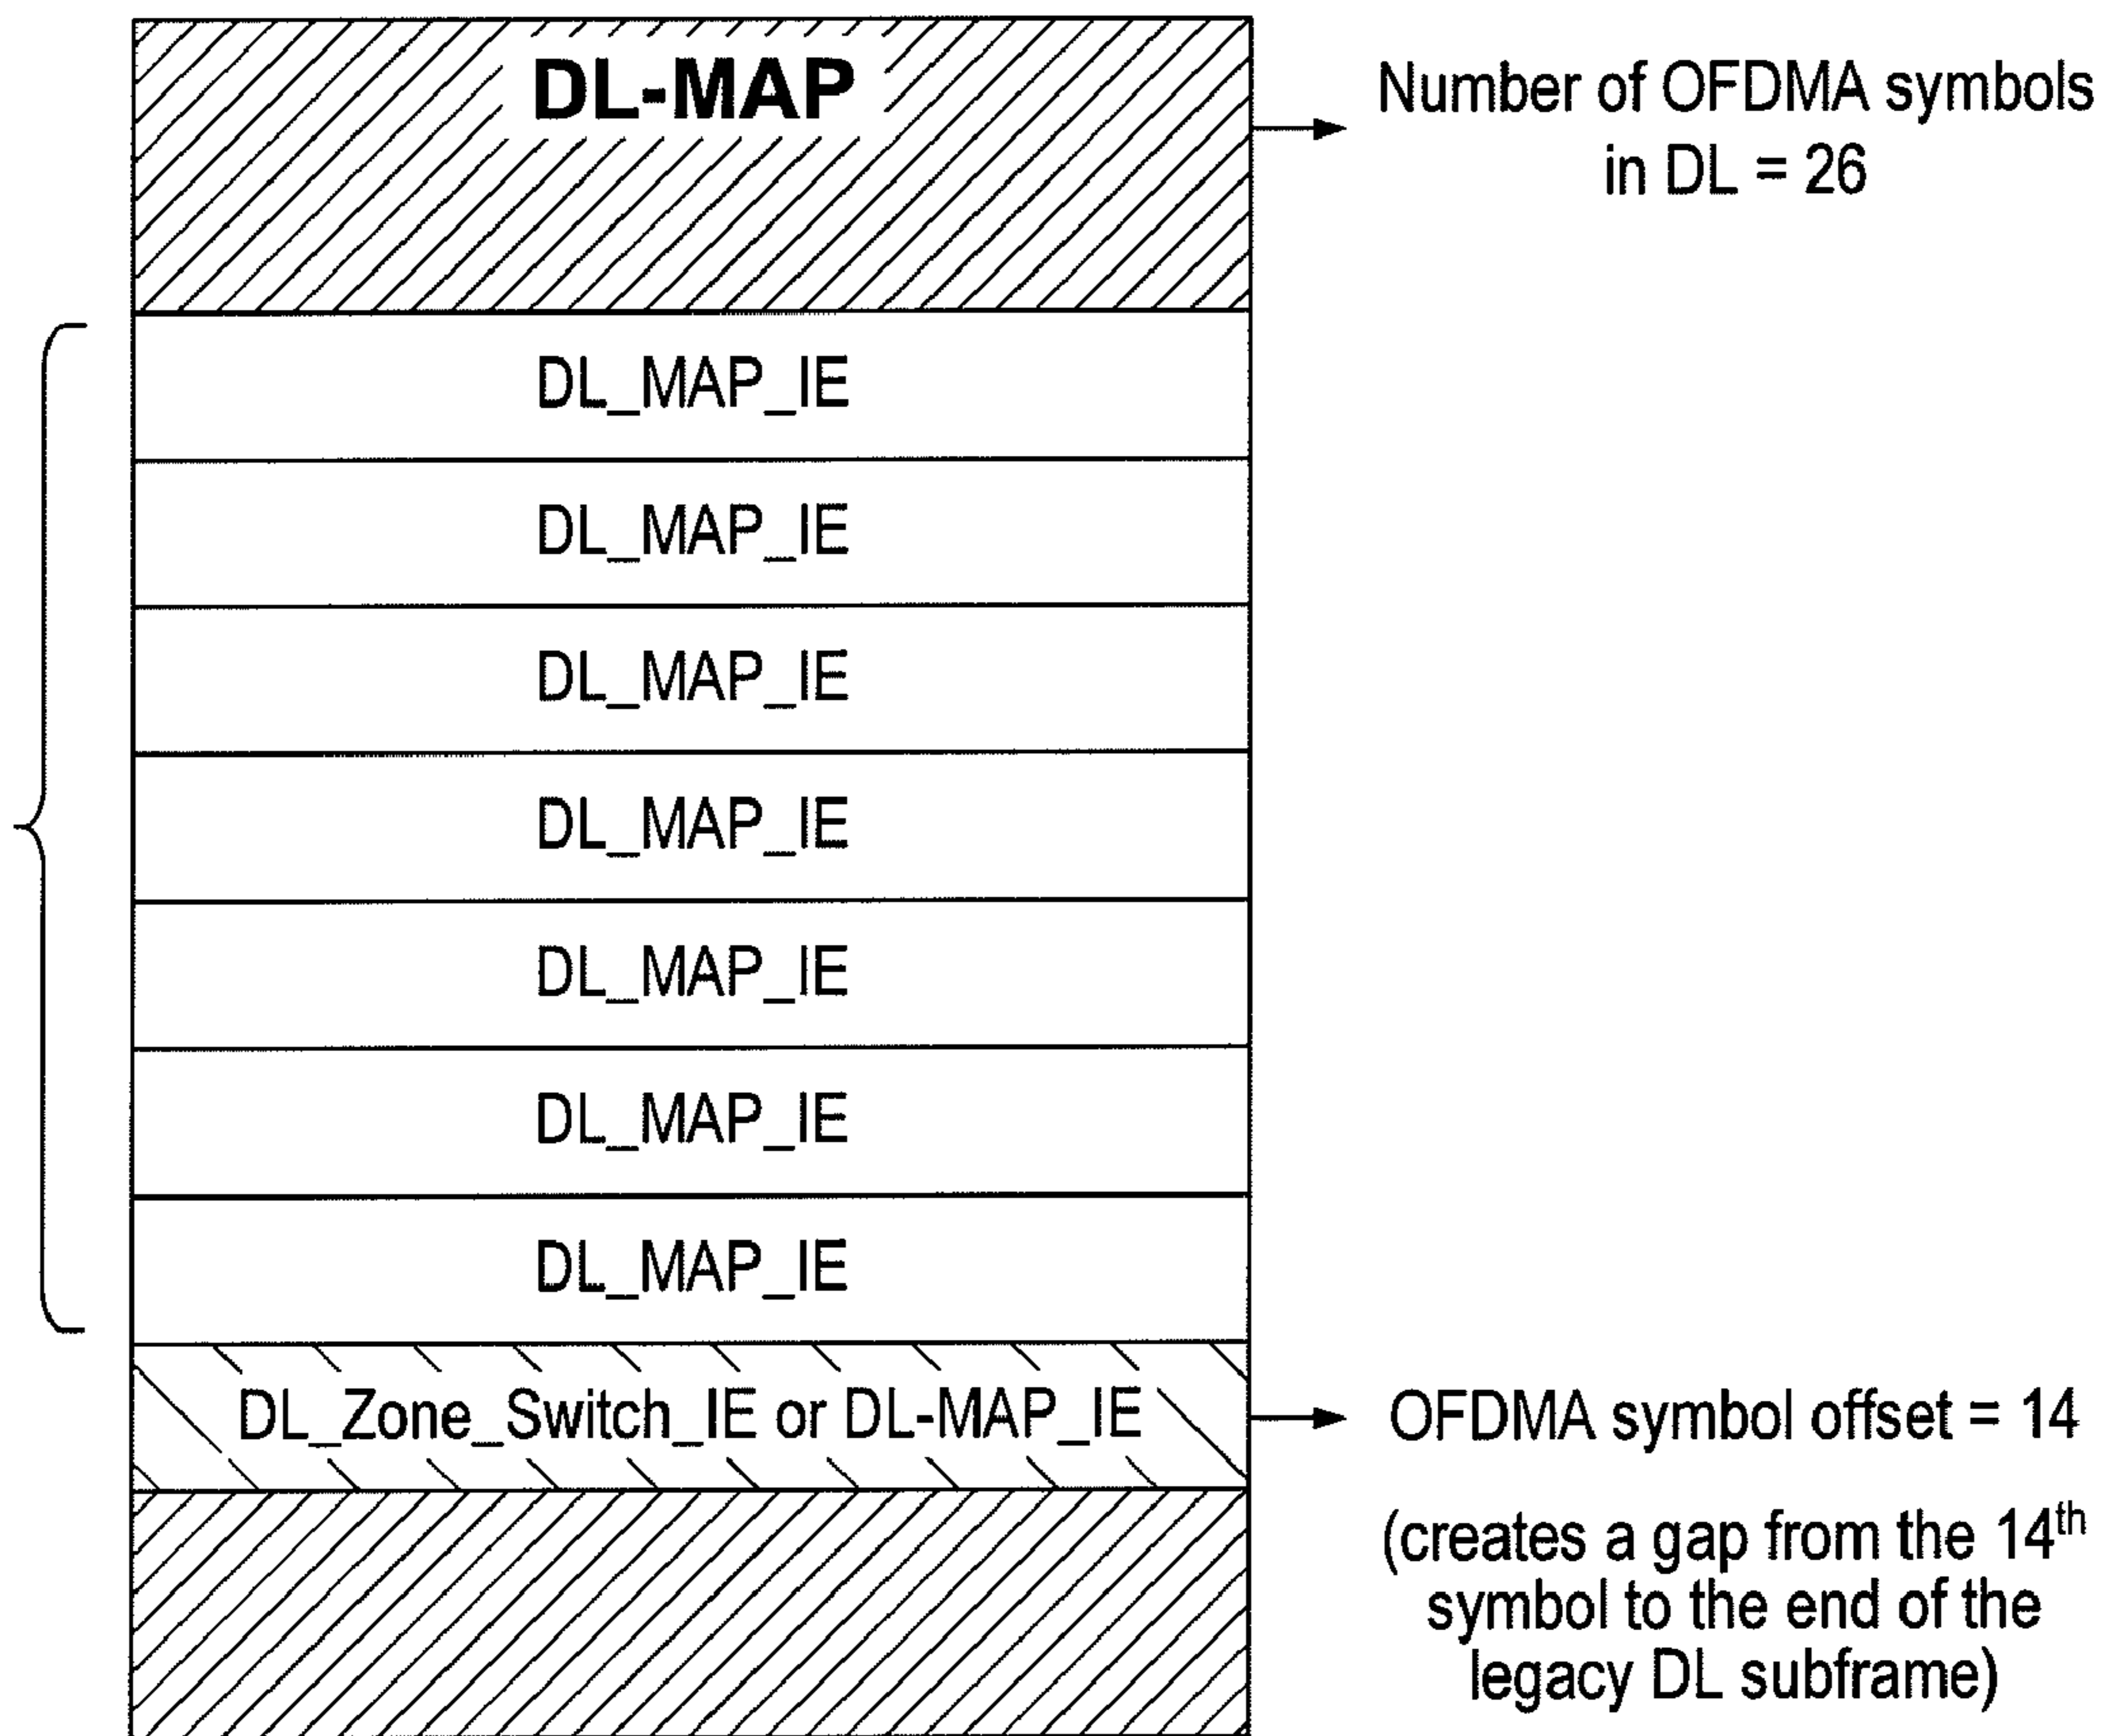 DL-MAP
Number of OFDMA symbols
in DL = 26
DL_MAP_IE
DL_MAP_IE
DL_MAP_IE
DL_MAP_IE
DL_MAP_IE
DL_MAP_IE
DL_MAP_IE
DL_Zone_Switch_IE or DL-MAP_IE
OFDMA symbol offset = 14
(creates a gap from the 14th
symbol to the end of the
legacy DL subframe)